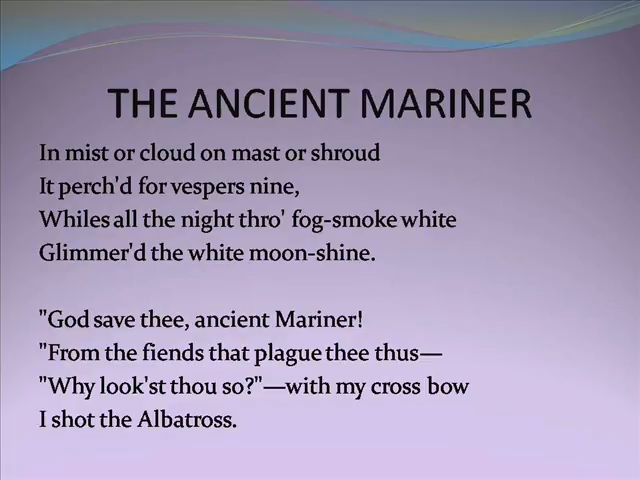 THE ANCIENT MARINER
In mist or cloud on mast or shroud
It perch'd for vespers nine,
Whiles all the night thro' fog-smoke white
Glimmer'd the white moon-shine.
"God save thee, ancient Mariner!
"From the fiends that plague thee thus—
"Why look'st thou so?"—with my cross bow
I shot the Albatross.